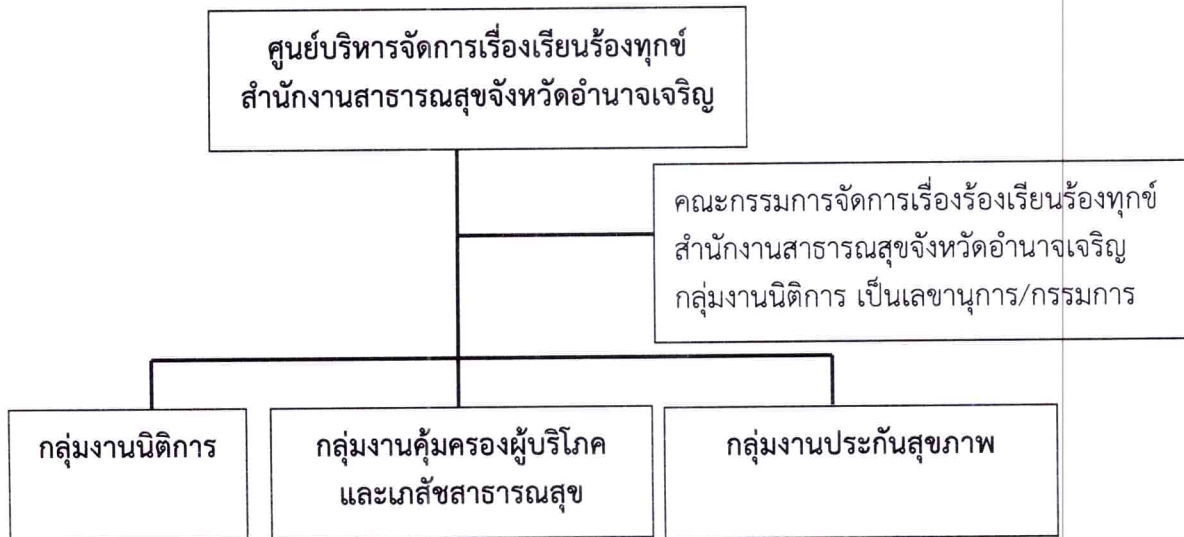 ศูนย์บริหารจัดการเรื่องเรียนร้องทุกข์
สำนักงานสาธารณสุขจังหวัดอำนาจเจริญ
คณะกรรมการจัดการเรื่องร้องเรียนร้องทุกข์
สำนักงานสาธารณสุขจังหวัดอำนาจเจริญ
กลุ่มงานนิติการ เป็นเลขานุการ/กรรมการ
กลุ่มงานนิติการ
กลุ่มงานคุ้มครองผู้บริโภค
และเภสัชสาธารณสุข
กลุ่มงานประกันสุขภาพ